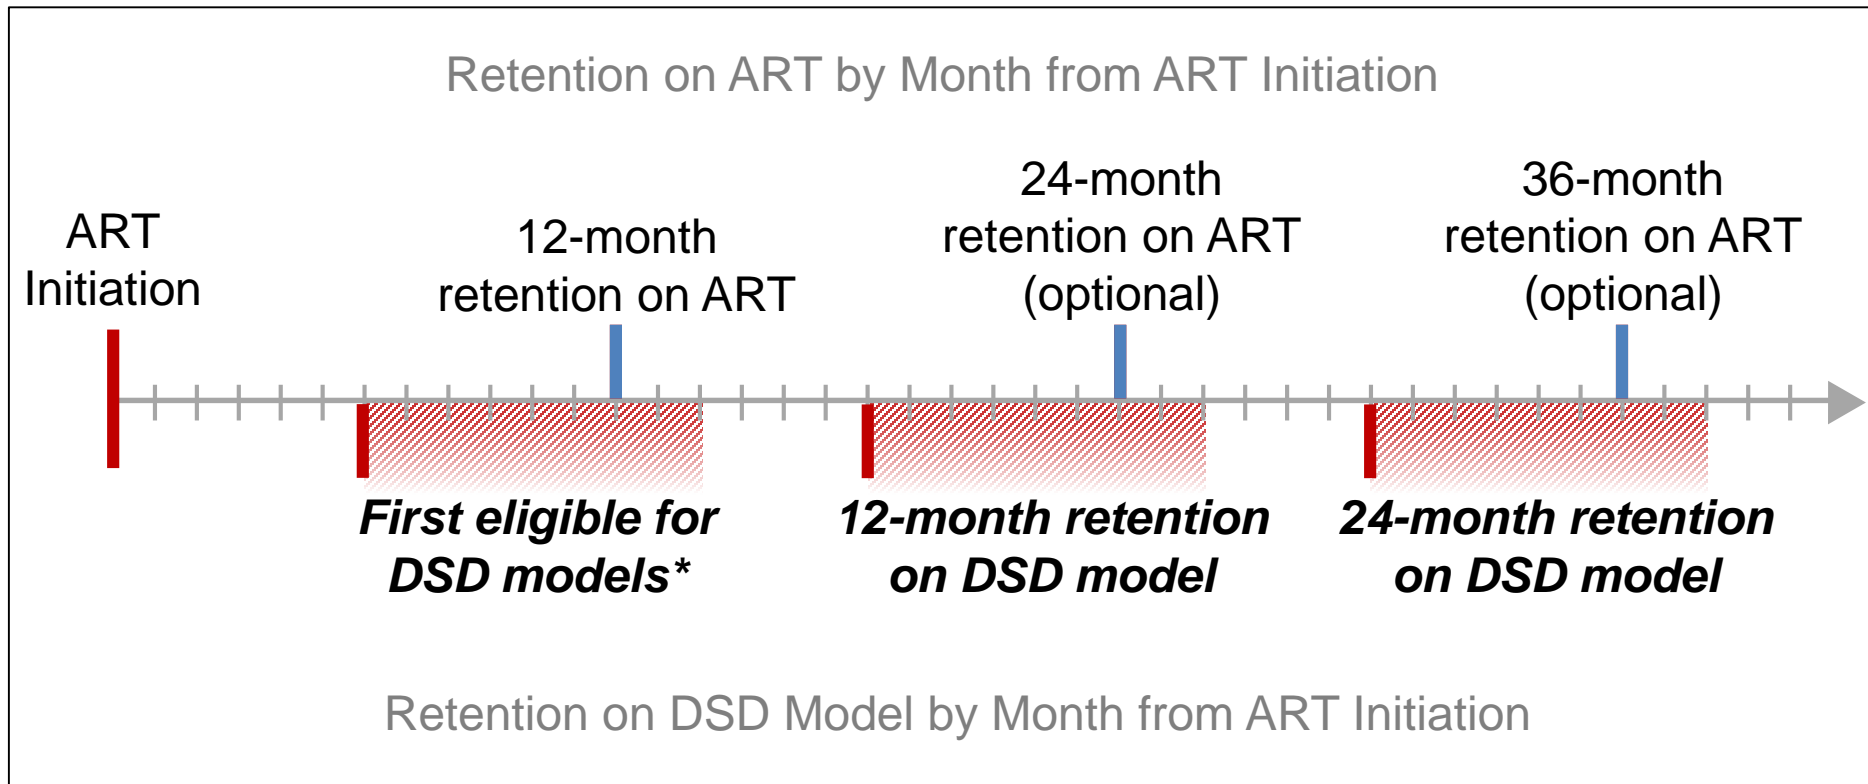 Retention on ART by Month from ART Initiation
ART
Initiation
12-month
retention on ART
24-month
retention on ART
(optional)
36-month
retention on ART
(optional)
First eligible for
DSD models*
12-month retention
on DSD model
24-month retention
on DSD model
Retention on DSD Model by Month from ART Initiation